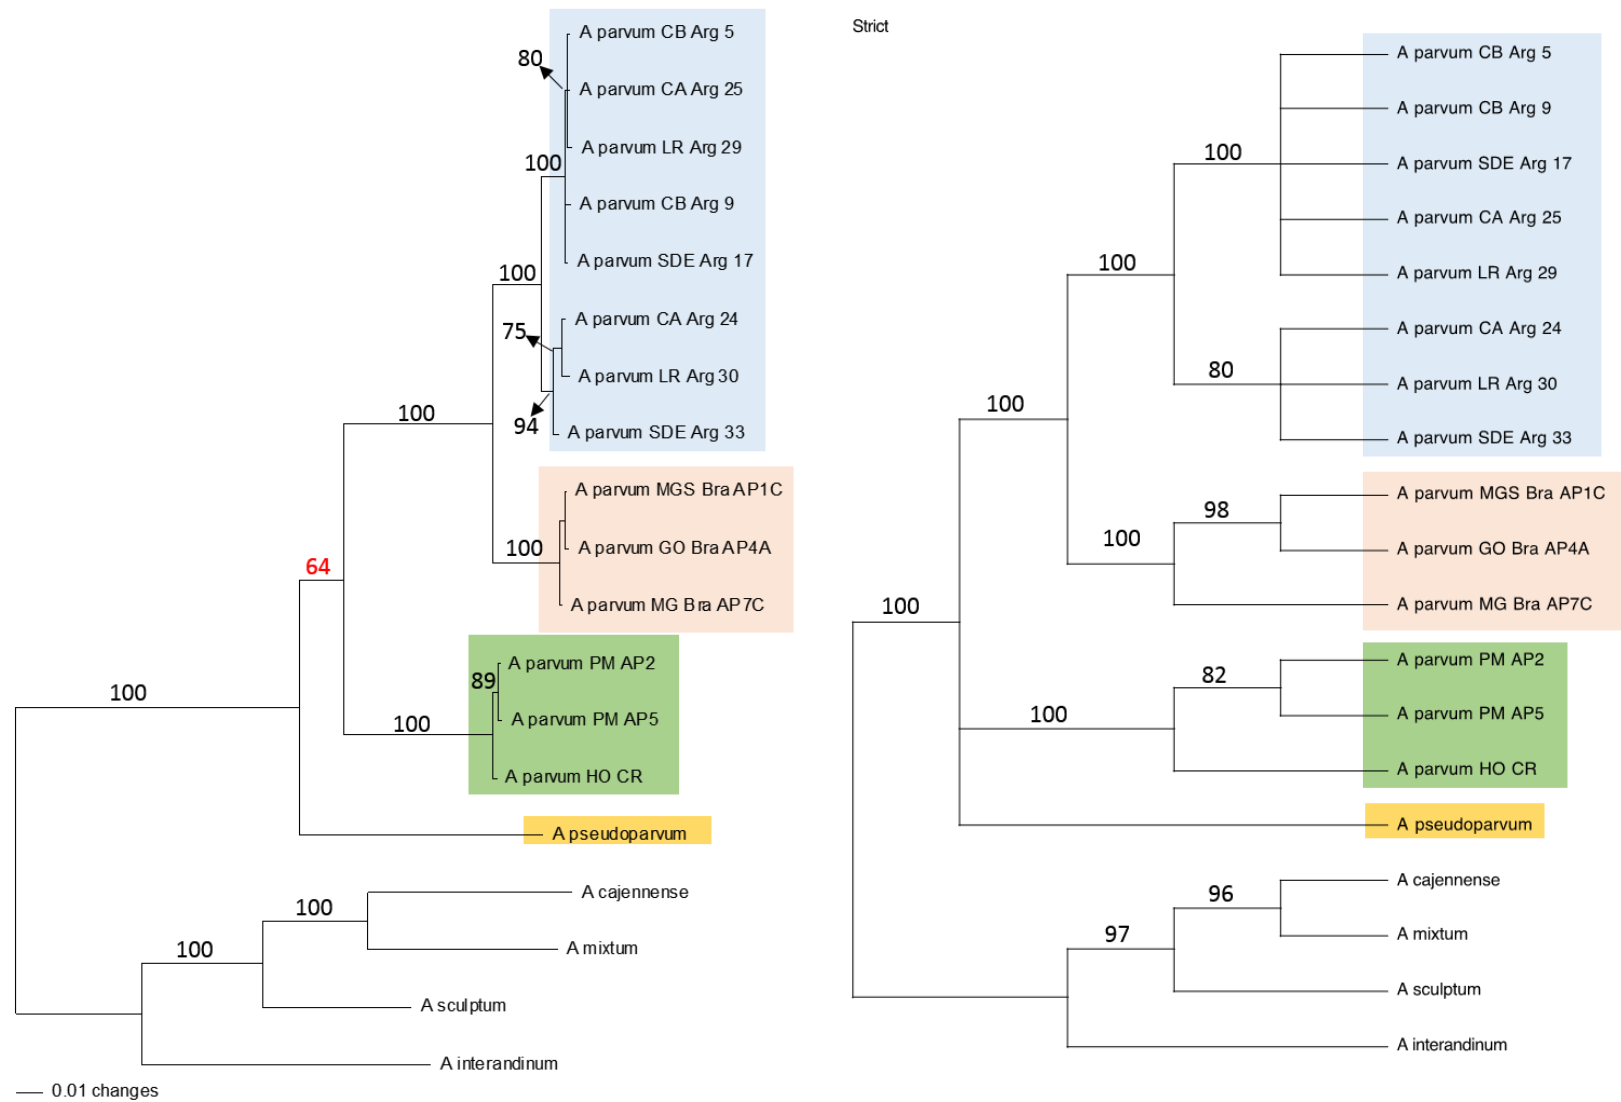 A parvum CB Arg 5
80
A parvum CA Arg 25
A parvum LR Arg 29
100
A parvum CB Arg 9
A parvum SDE Arg 17
100
A parvum CA Arg 24
75
A parvum LR Arg 30
100
94
A parvum SDE Arg 33
A parvum MGS Bra AP1C
100
A parvum GO Bra AP4A
64
A parvum MG Bra AP7C
A parvum PM AP2
89
100
A parvum PM AP5
100
A parvum HO CR
A pseudoparvum
A cajennense
100
A mixtum
100
A sculptum
A interandinum
0.01 changes
Strict
A parvum CB Arg 5
A parvum CB Arg 9
100
A parvum SDE Arg 17
A parvum CA Arg 25
100
A parvum LR Arg 29
A parvum CA Arg 24
80
A parvum LR Arg 30
100
A parvum SDE Arg 33
A parvum MGS Bra AP1C
98
100
A parvum GO Bra AP4A
100
A parvum MG Bra AP7C
A parvum PM AP2
82
100
A parvum PM AP5
A parvum HO CR
A pseudoparvum
A cajennense
96
97
A mixtum
A sculptum
A interandinum